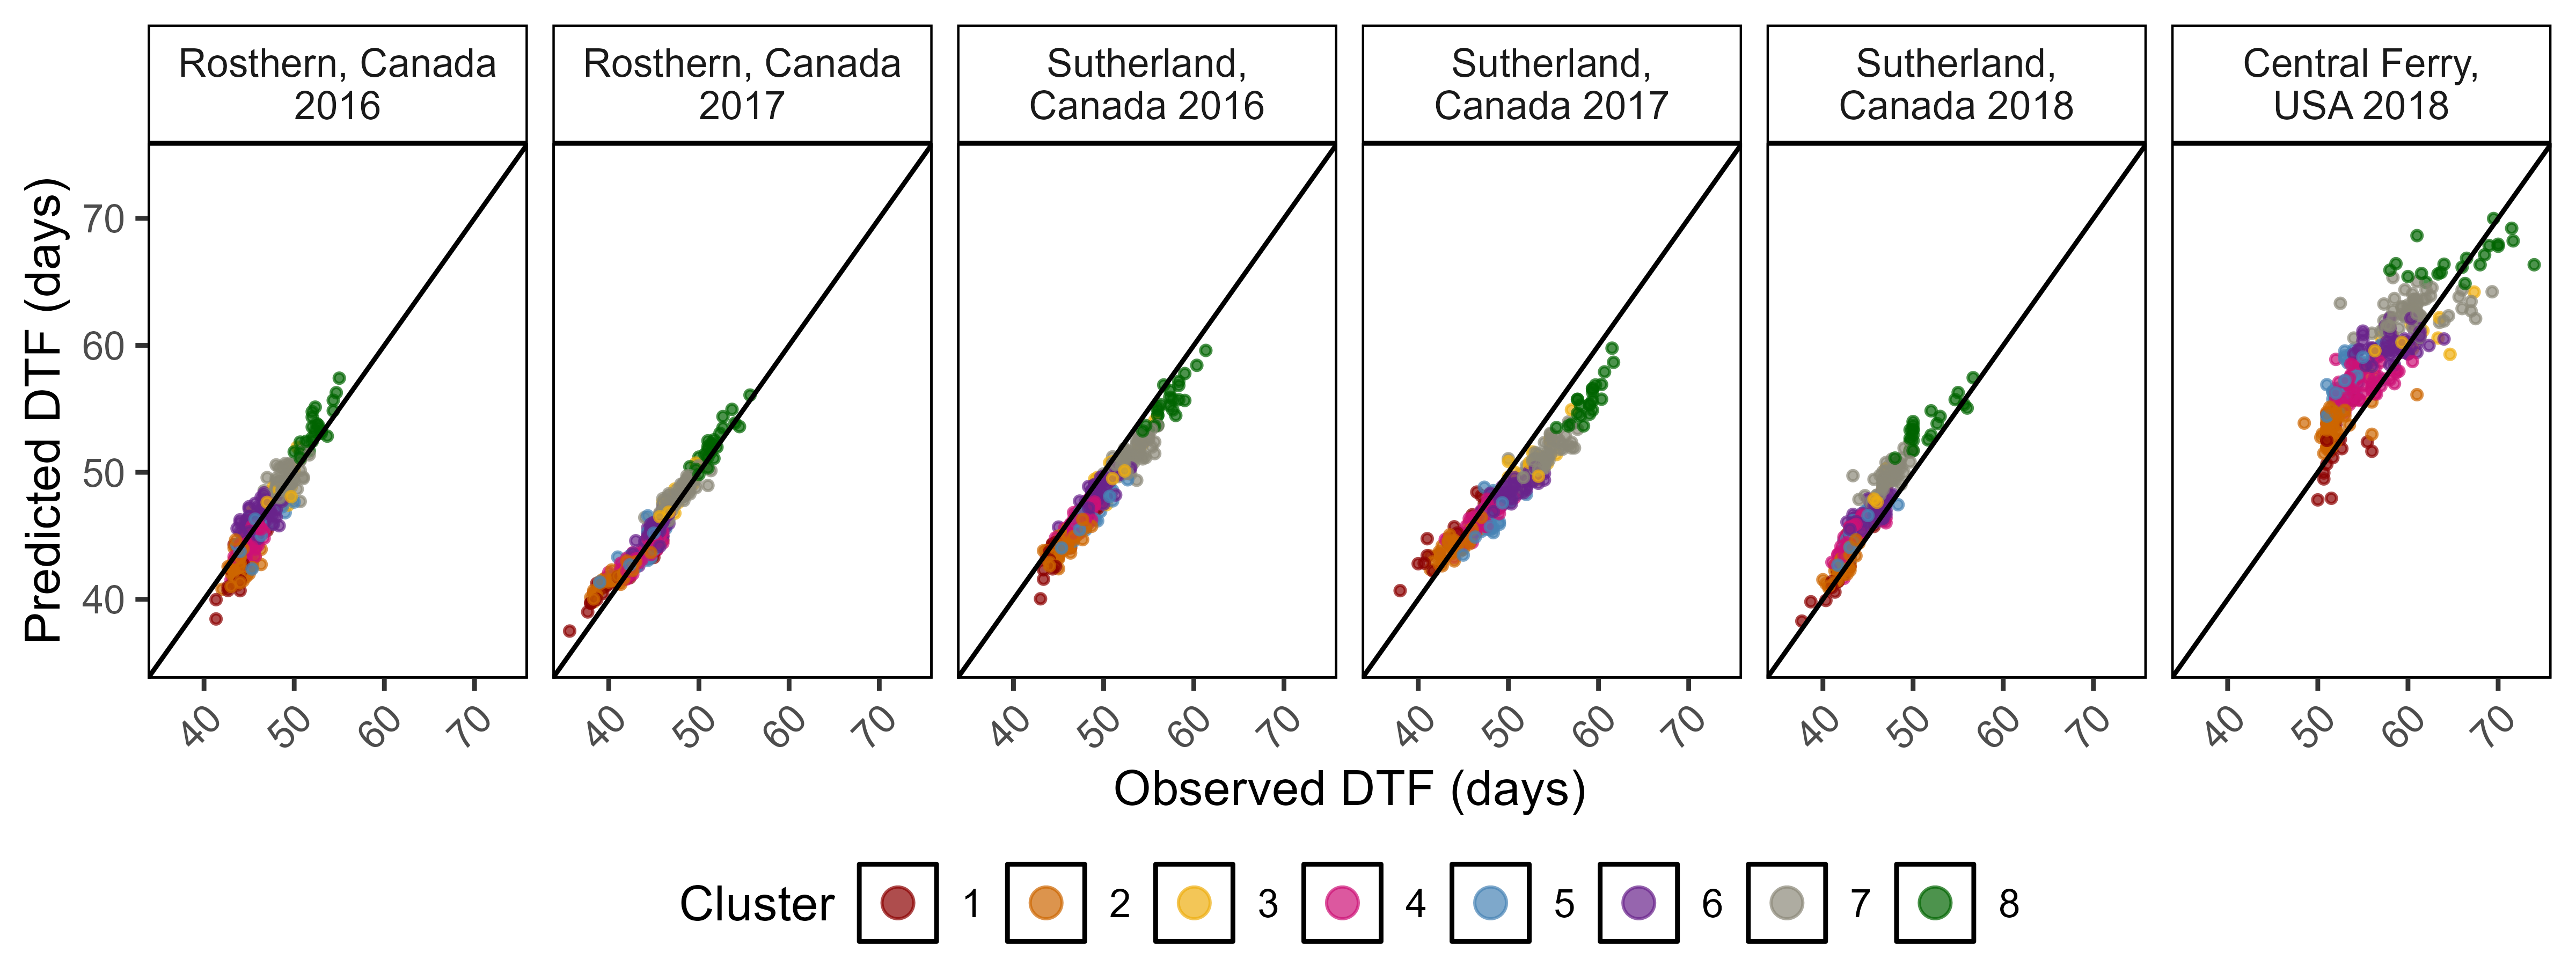 Rosthern, Canada
2016
Rosthern, Canada
2017
Sutherland,
Canada 2016
Sutherland,
Canada 2017
Sutherland,
Canada 2018
Central Ferry,
USA 2018
Predicted DTF (days)
70
60
50
40
40 50 60 70
40 50 60 70
40 50 60 70
40 50 60 70
40 50 60 70
40 50 60 70
Observed DTF (days)
Cluster 1 2 3 4 5 6 7 8